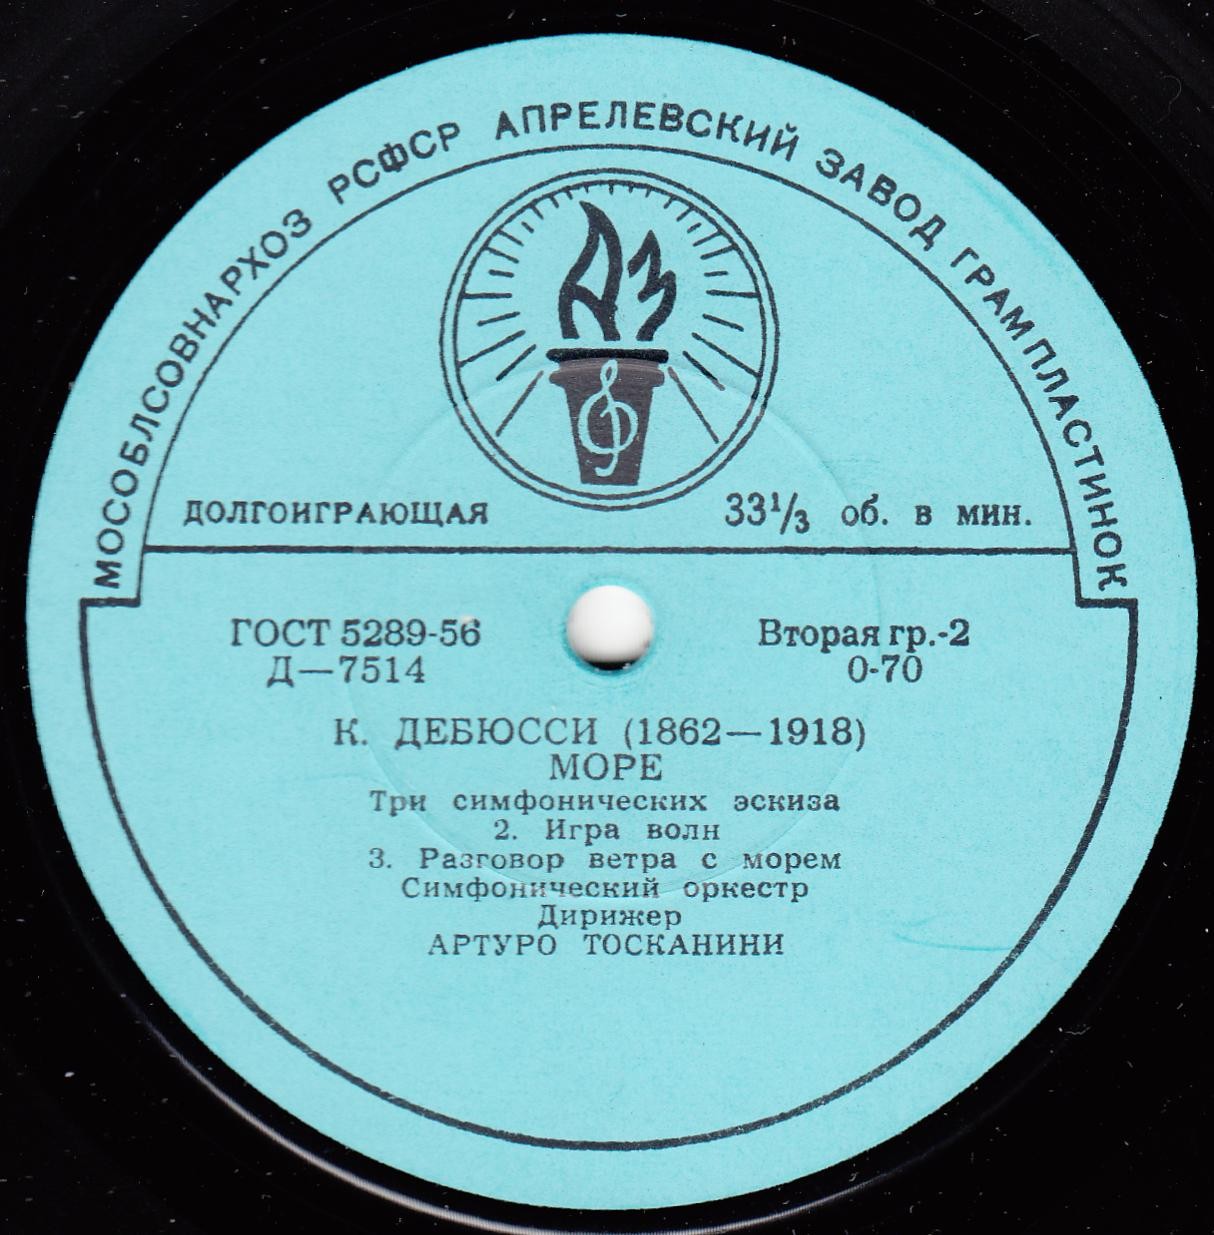 МОСОБЛСОВНАРХОЗ РСФСР АПРЕЛЕВСКИЙ ЗАВОД ГРАМПЛАСТИНОК
АЗ
ДОЛГОИГРАЮЩАЯ 33⅓ об. в мин.
ГОСТ 5289-56 Вторая гр.-2
Д—7514 0-70
К. ДЕБЮССИ (1862—1918)
МОРЕ
Три симфонических эскиза
2. Игра волн
3. Разговор ветра с морем
Симфонический оркестр
Дирижер
АРТУРО ТОСКАНИНИ